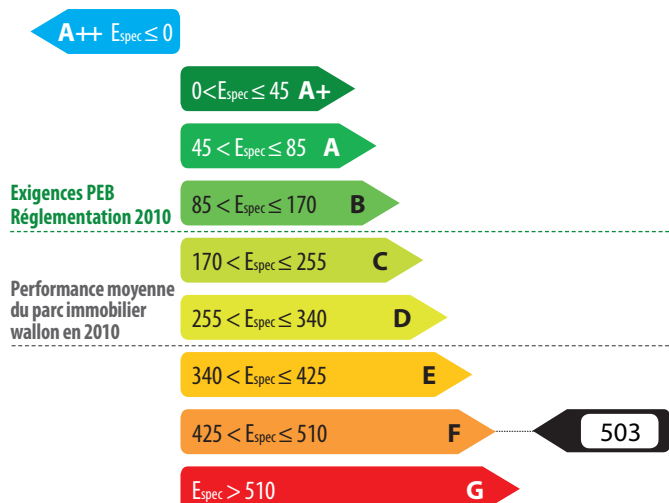 A++ Espec ≤ 0
0<Espec ≤ 45 A+
45 < Espec ≤ 85 A
Exigences PEB
Réglementation 2010
85 < Espec ≤ 170 B
170 < Espec ≤ 255 C
Performance moyenne
du parc immobilier
wallon en 2010
255 < Espec ≤ 340 D
340 < Espec ≤ 425 E
425 < Espec ≤ 510 F
503
Espec > 510 G